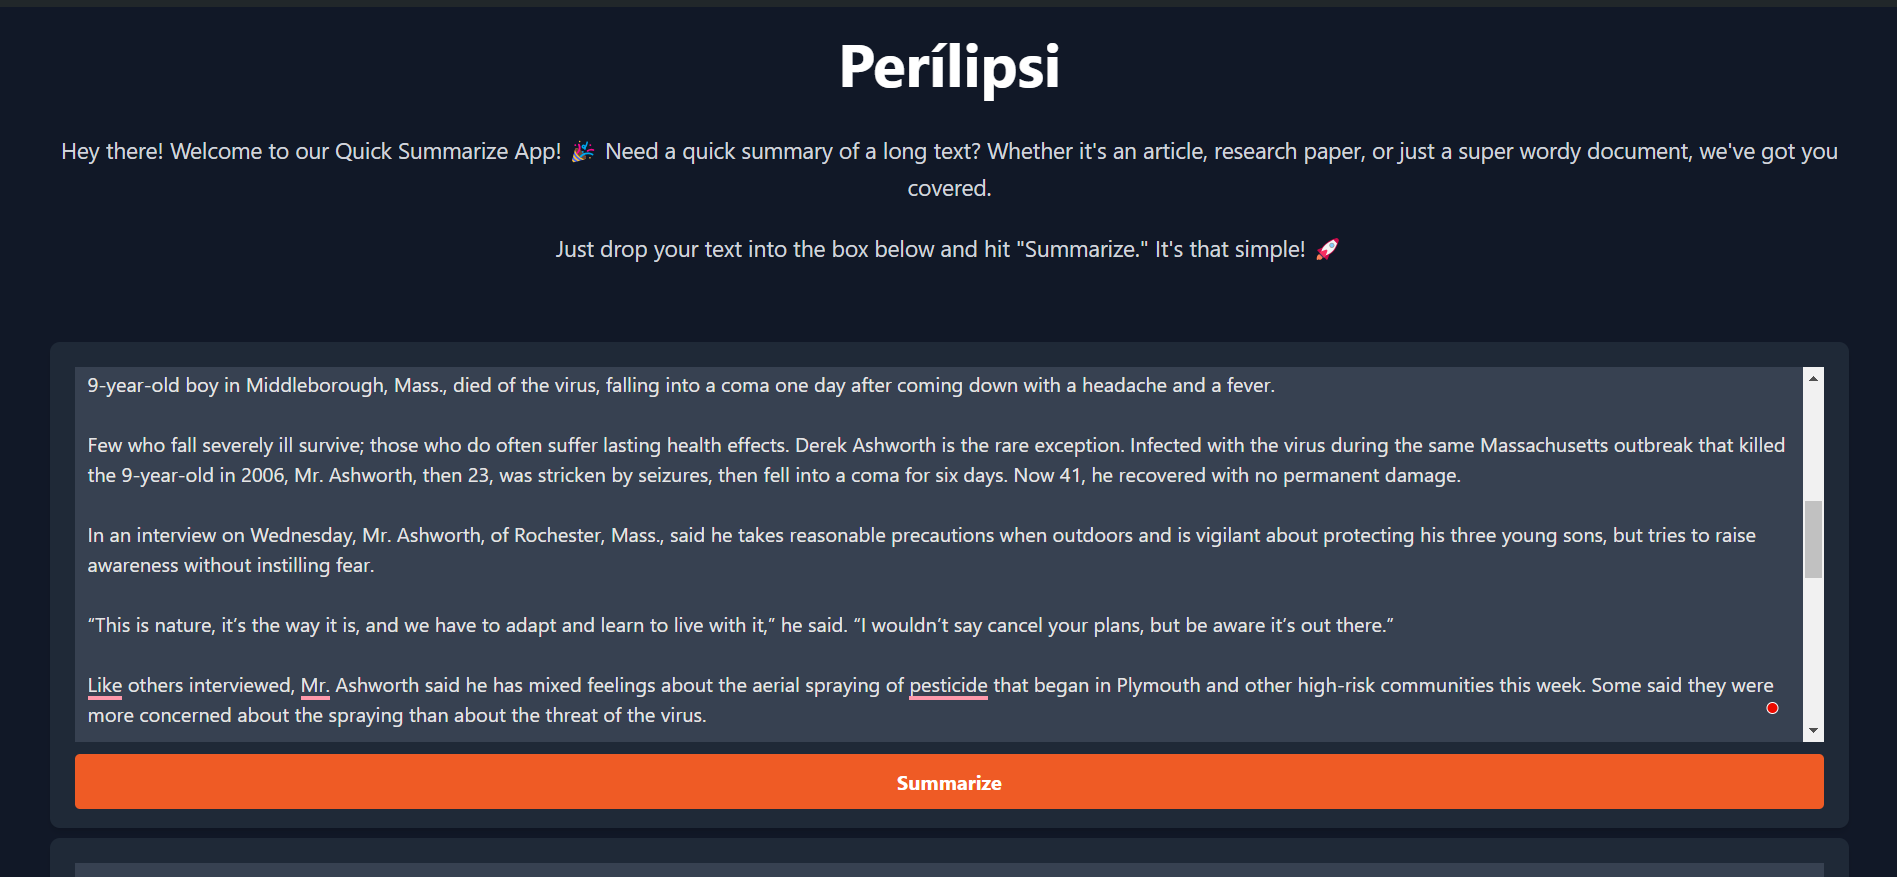 Perílipsi
Hey there! Welcome to our Quick Summarize App! 🎉 Need a quick summary of a long text? Whether it's an article, research paper, or just a super wordy document, we've got you
covered.
Just drop your text into the box below and hit "Summarize." It's that simple! 🚀
9-year-old boy in Middleborough, Mass., died of the virus, falling into a coma one day after coming down with a headache and a fever.
Few who fall severely ill survive; those who do often suffer lasting health effects. Derek Ashworth is the rare exception. Infected with the virus during the same Massachusetts outbreak that killed
the 9-year-old in 2006, Mr. Ashworth, then 23, was stricken by seizures, then fell into a coma for six days. Now 41, he recovered with no permanent damage.
In an interview on Wednesday, Mr. Ashworth, of Rochester, Mass., said he takes reasonable precautions when outdoors and is vigilant about protecting his three young sons, but tries to raise
awareness without instilling fear.
“This is nature, it’s the way it is, and we have to adapt and learn to live with it,” he said. “I wouldn’t say cancel your plans, but be aware it’s out there.”
Like others interviewed, Mr. Ashworth said he has mixed feelings about the aerial spraying of pesticide that began in Plymouth and other high-risk communities this week. Some said they were
more concerned about the spraying than about the threat of the virus.
Summarize